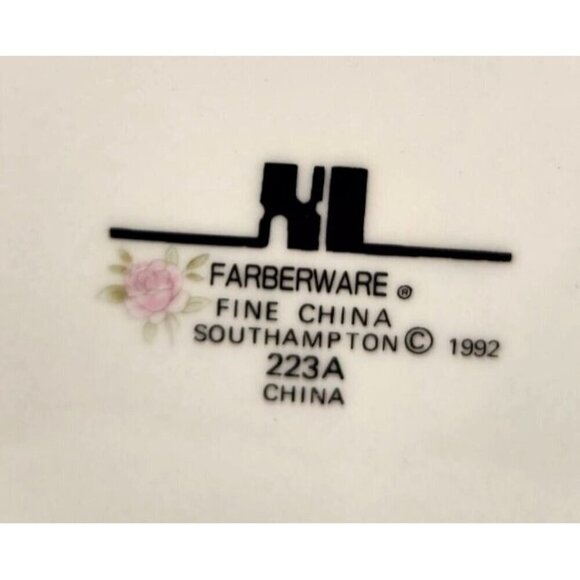 FARBERWARE ®
FINE CHINA
SOUTHAMPTON © 1992
223A
CHINA